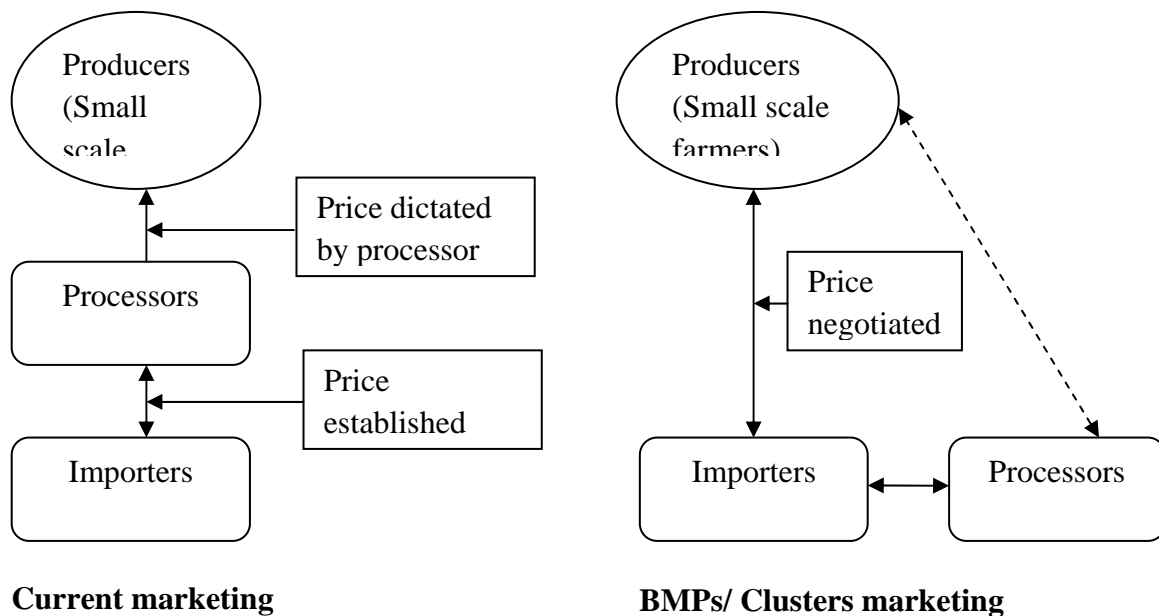 Producers
(Small
scale
Price dictated
by processor
Processors
Price
established
Importers
Current marketing
Producers
(Small scale
farmers)
Price
negotiated
Importers
Processors
BMPs/ Clusters marketing